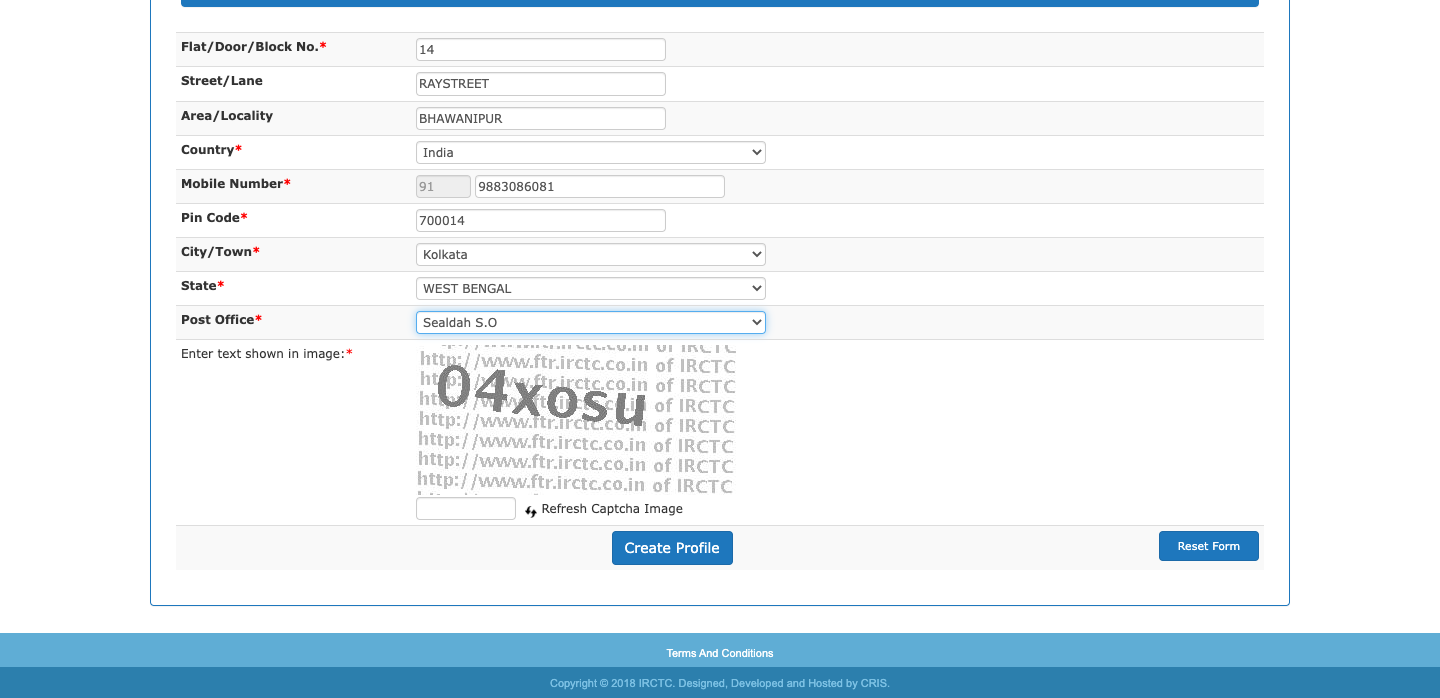 Flat/Door/Block No.*
14
Street/Lane
RAYSTREET
Area/Locality
BHAWANIPUR
Country*
India
Mobile Number*
91 9883086081
Pin Code*
700014
City/Town*
Kolkata
State*
WEST BENGAL
Post Office*
Sealdah S.O
Enter text shown in image:*
http://www.ftr.irctc.co.in of IRCTC
http://www.ftr.irctc.co.in of IRCTC
http://www.ftr.irctc.co.in of IRCTC
04xosu
http://www.ftr.irctc.co.in of IRCTC
http://www.ftr.irctc.co.in of IRCTC
http://www.ftr.irctc.co.in of IRCTC
http://www.ftr.irctc.co.in of IRCTC
Refresh Captcha Image
Create Profile
Reset Form
Terms And Conditions
Copyright © 2018 IRCTC. Designed, Developed and Hosted by CRIS.